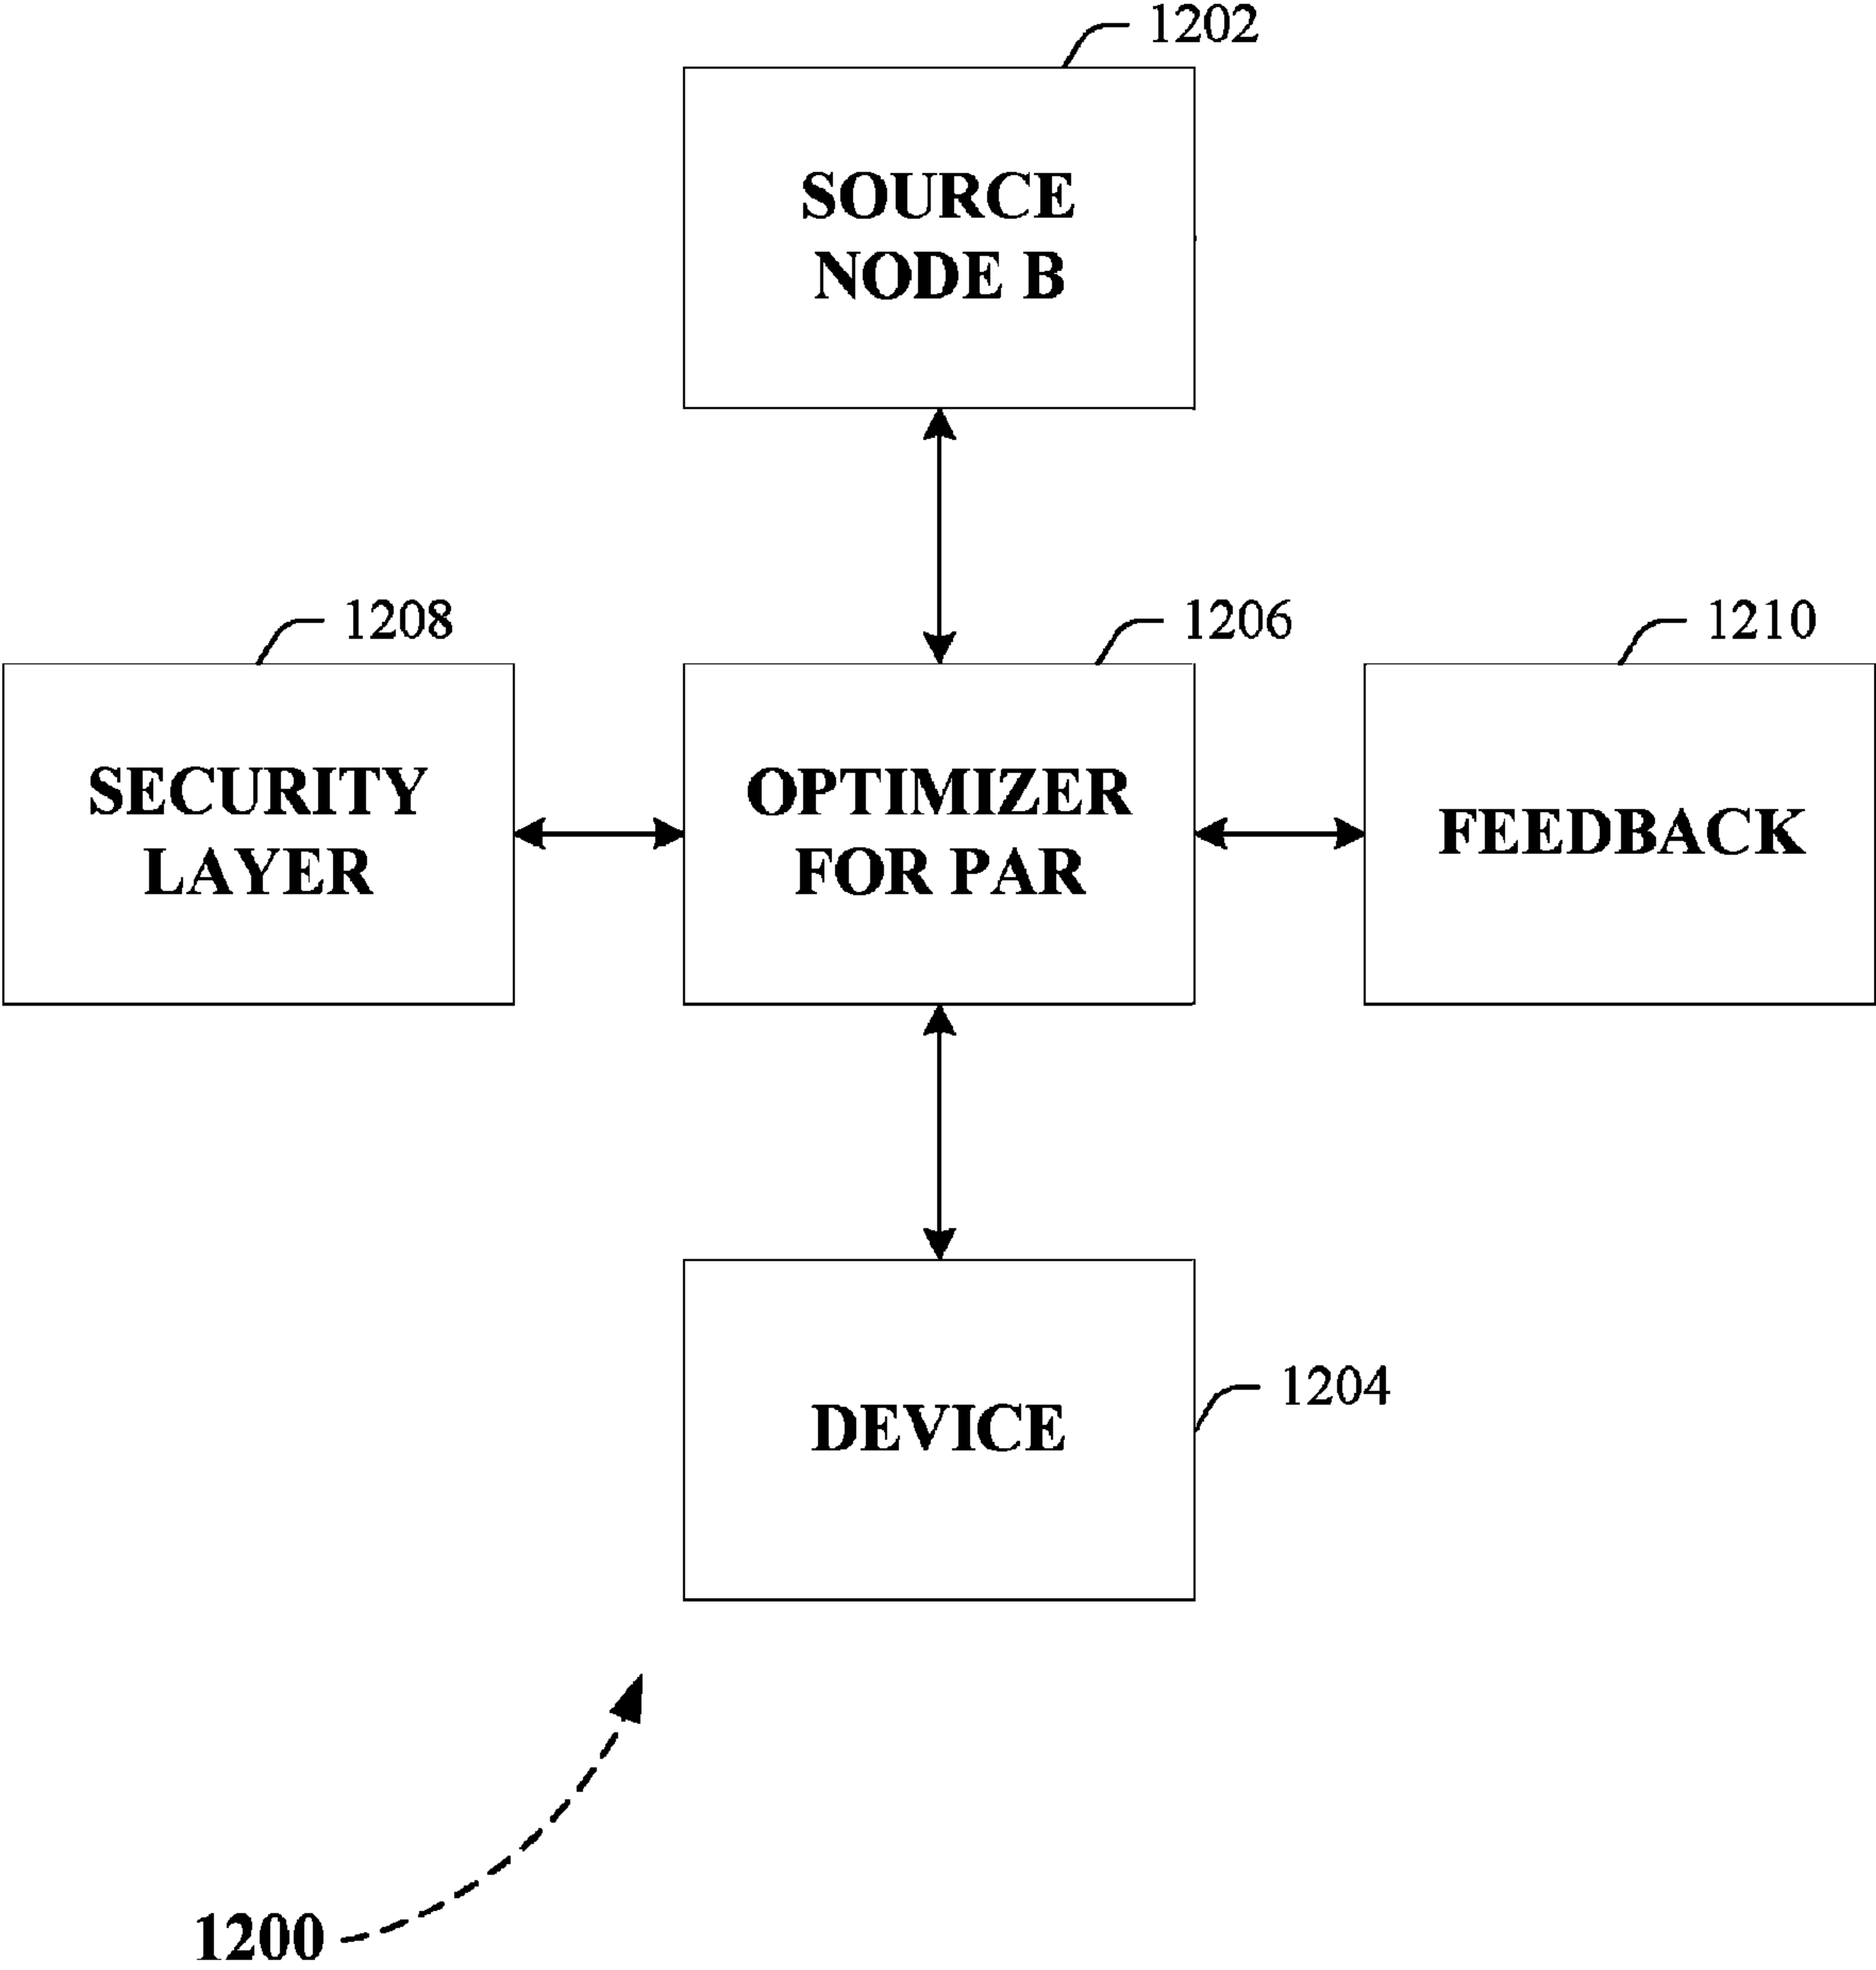 1202
SOURCE
NODE B
1208
1206
1210
SECURITY
LAYER
OPTIMIZER
FOR PAR
FEEDBACK
1204
DEVICE
1200